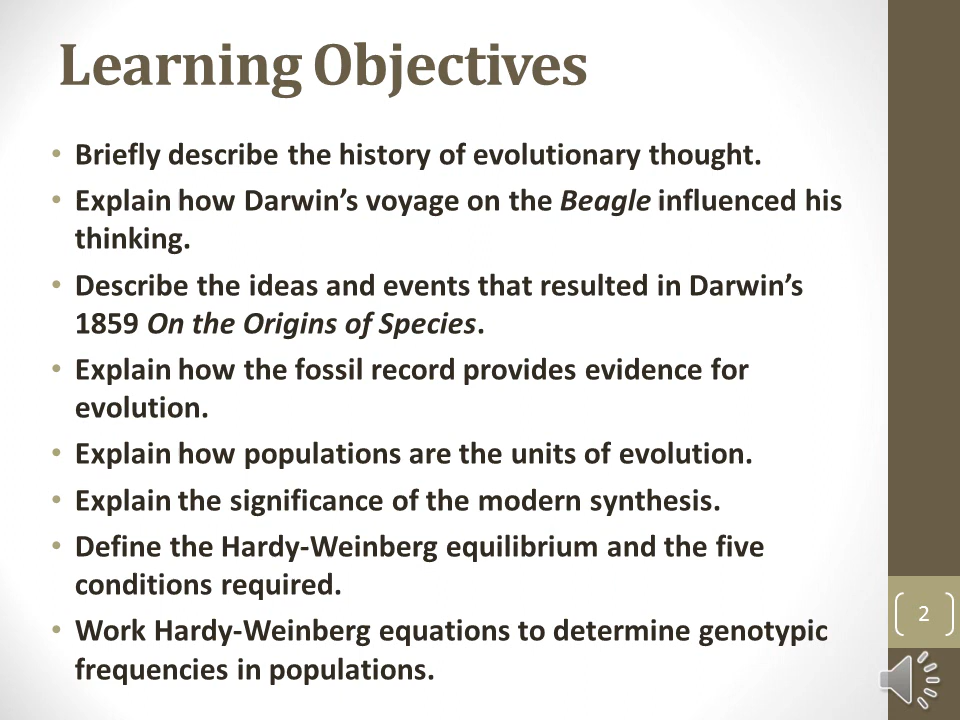 Learning Objectives
• Briefly describe the history of evolutionary thought.
• Explain how Darwin’s voyage on the Beagle influenced his
thinking.
• Describe the ideas and events that resulted in Darwin’s
1859 On the Origins of Species.
• Explain how the fossil record provides evidence for
evolution.
• Explain how populations are the units of evolution.
• Explain the significance of the modern synthesis.
• Define the Hardy-Weinberg equilibrium and the five
conditions required.
• Work Hardy-Weinberg equations to determine genotypic
frequencies in populations.
2